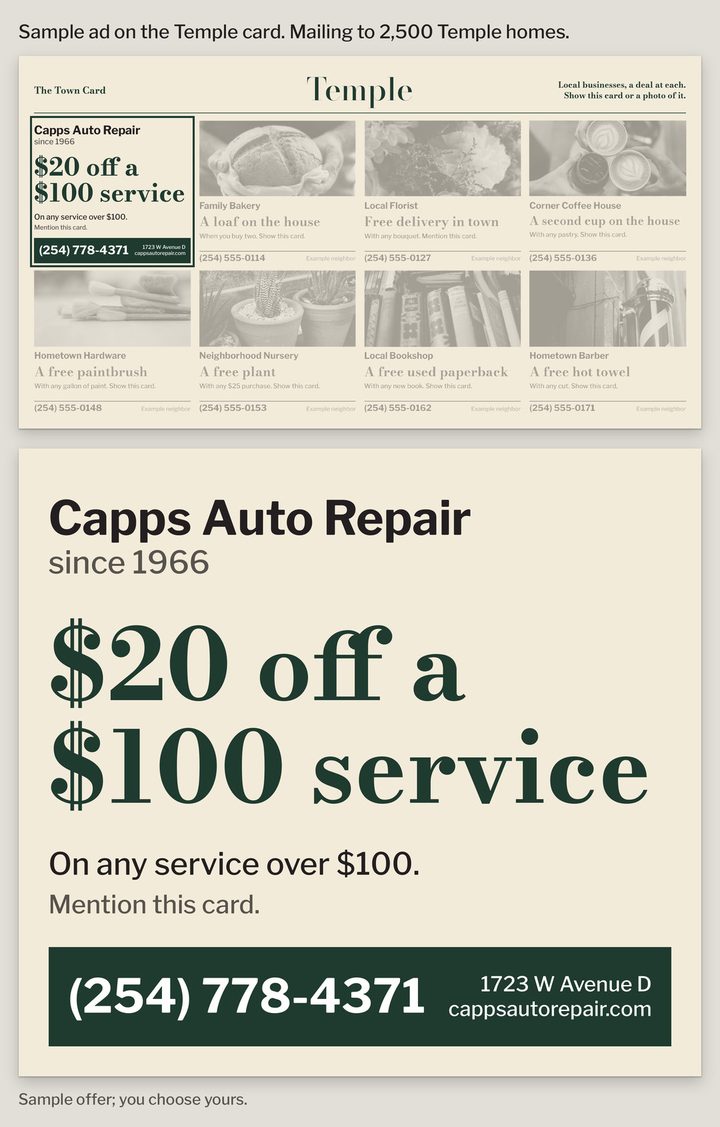 Sample ad on the Temple card. Mailing to 2,500 Temple homes.
The Town Card
Temple
Local businesses, a deal at each.
Show this card or a photo of it.
Capps Auto Repair
since 1966
$20 off a
$100 service
On any service over $100.
Mention this card.
(254) 778-4371
1723 W Avenue D
cappsautorepair.com
Family Bakery
A loaf on the house
When you buy two. Show this card.
(254) 555-0114
Example neighbor
Local Florist
Free delivery in town
With any bouquet. Mention this card.
(254) 555-0127
Example neighbor
Corner Coffee House
A second cup on the house
With any pastry. Show this card.
(254) 555-0136
Example neighbor
Hometown Hardware
A free paintbrush
With any gallon of paint. Show this card.
(254) 555-0148
Example neighbor
Neighborhood Nursery
A free plant
With any $25 purchase. Show this card.
(254) 555-0153
Example neighbor
Local Bookshop
A free used paperback
With any new book. Show this card.
(254) 555-0162
Example neighbor
Hometown Barber
A free hot towel
With any cut. Show this card.
(254) 555-0171
Example neighbor
Capps Auto Repair
since 1966
$20 off a
$100 service
On any service over $100.
Mention this card.
(254) 778-4371
1723 W Avenue D
cappsautorepair.com
Sample offer; you choose yours.